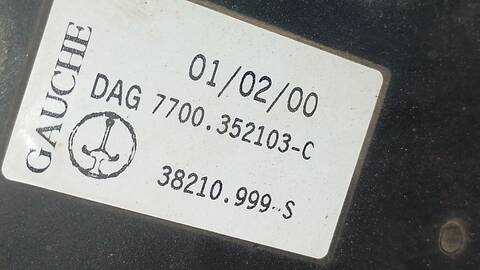 GAUCHE
01/02/00
DAG 7700.352103-C
38210.999-S